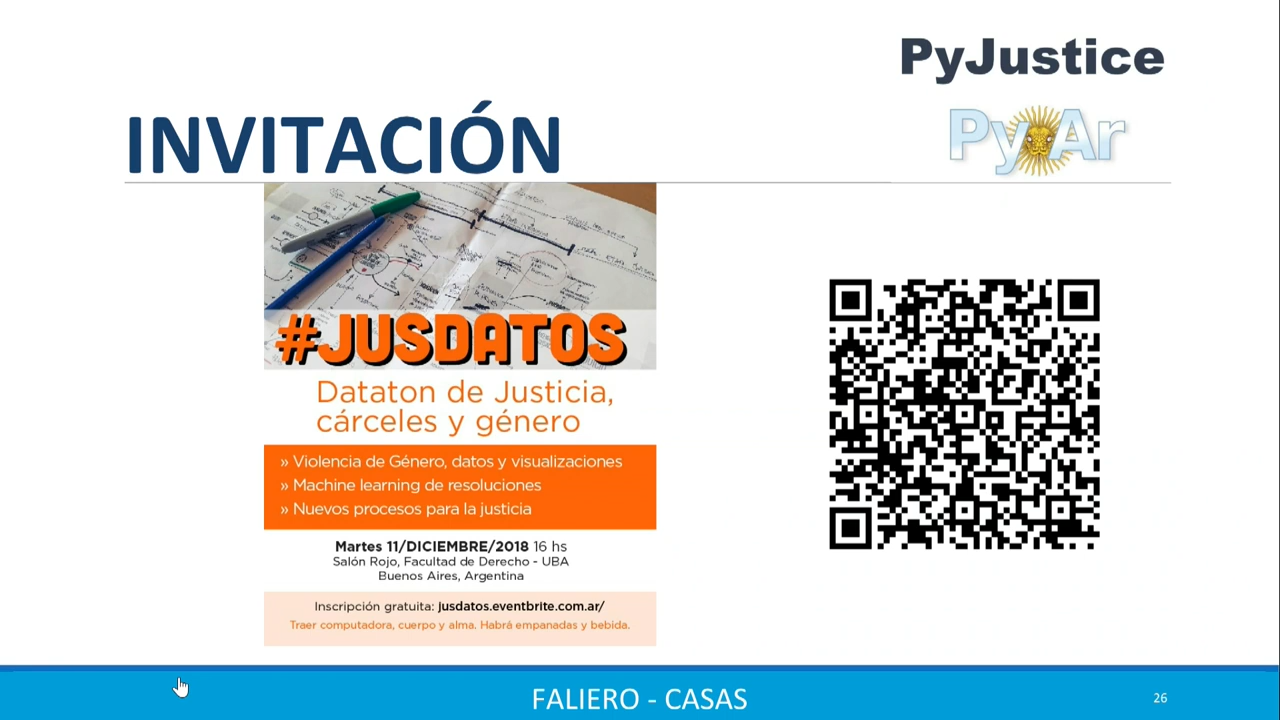 PyJustice
PyAr
INVITACIÓN
#JUSDATOS
Dataton de Justicia,
cárceles y género
» Violencia de Género, datos y visualizaciones
» Machine learning de resoluciones
» Nuevos procesos para la justicia
Martes 11/DICIEMBRE/2018 16 hs
Salón Rojo, Facultad de Derecho - UBA
Buenos Aires, Argentina
Inscripción gratuita: jusdatos.eventbrite.com.ar/
Traer computadora, cuerpo y alma. Habrá empanadas y bebida.
FALIERO - CASAS
26